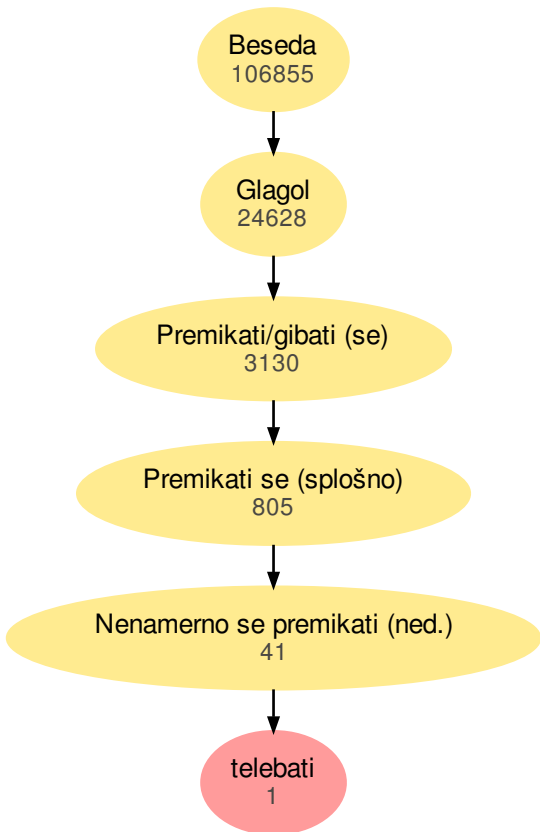 Beseda
106855
Glagol
24628
Premikati/gibati (se)
3130
Premikati se (splošno)
805
Nenamerno se premikati (ned.)
41
telebati
1